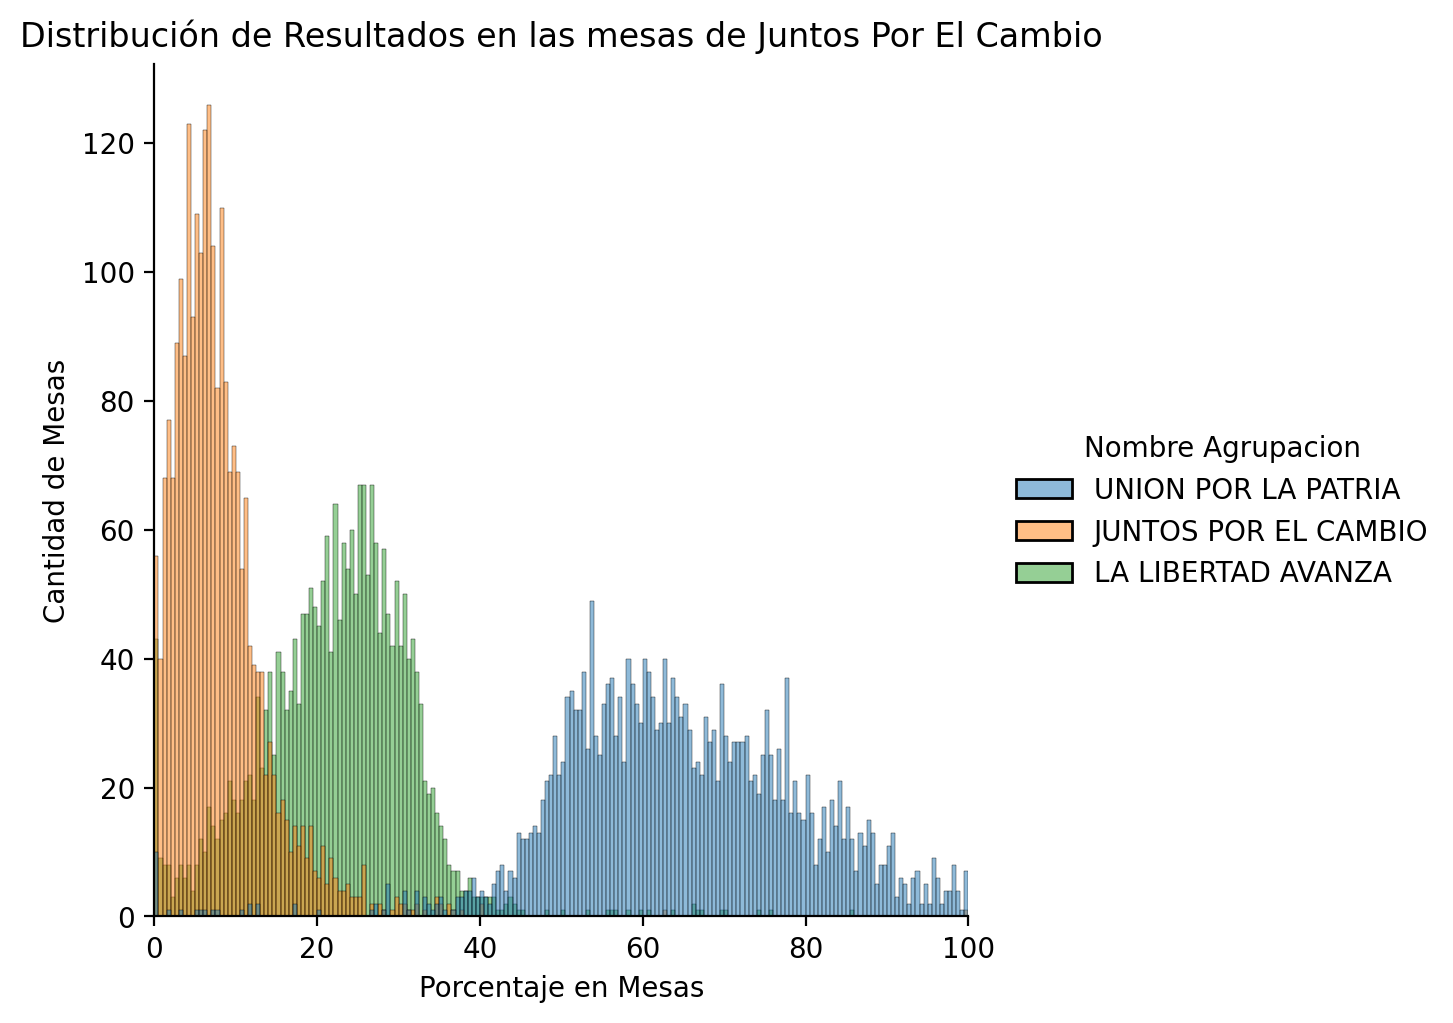 Distribución de Resultados en las mesas de Juntos Por El Cambio
120
100
80
60
40
20
0
Cantidad de Mesas
0 20 40 60 80 100
Porcentaje en Mesas
Nombre Agrupacion
UNION POR LA PATRIA
JUNTOS POR EL CAMBIO
LA LIBERTAD AVANZA